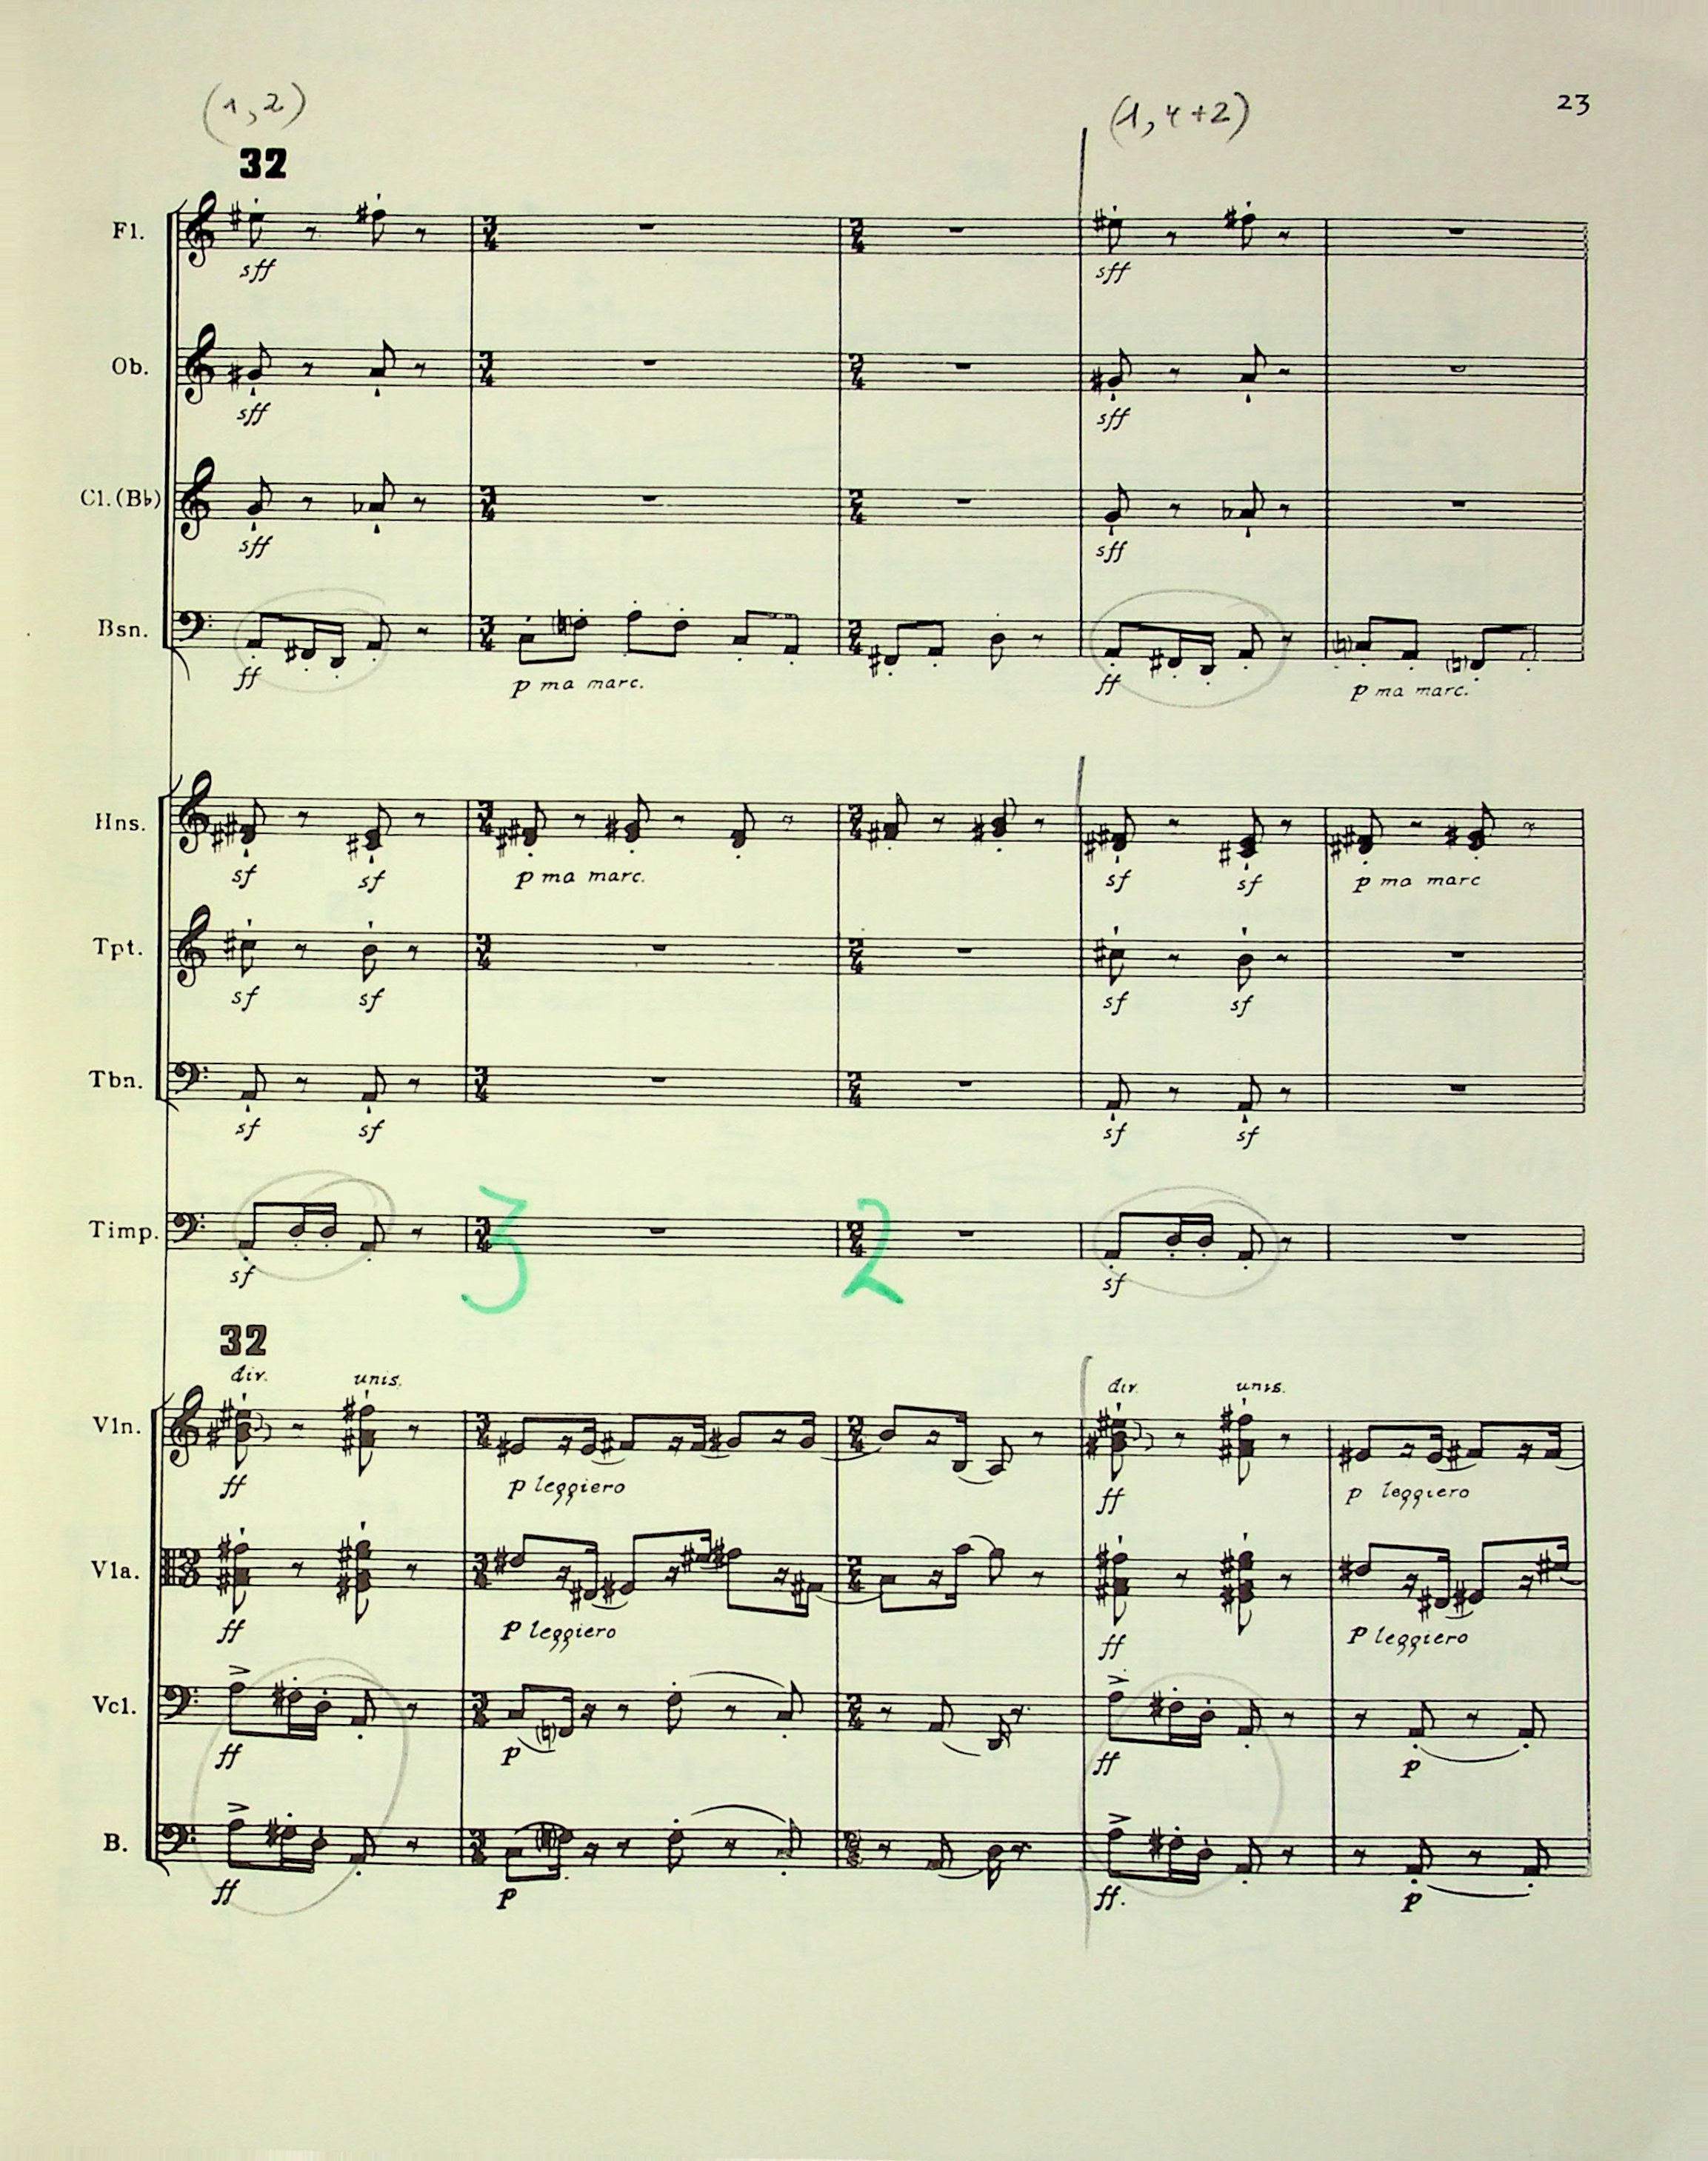 (1,2) (1,4+2) 23
32
Fl.
sff sff
Ob.
sff sff
Cl.(B♭)
sff sff
Bsn.
ff p ma marc. ff p ma marc.
Hns.
sf sf p ma marc. sf sf p ma marc
Tpt.
sf sf sf sf
Tbn.
sf sf sf sf
Timp. 3 2
sf sf
32
div. unis. div. unis.
Vln.
ff p leggiero ff p leggiero
Vla.
ff p leggiero ff p leggiero
Vcl.
ff p ff p
B.
ff p ff. p